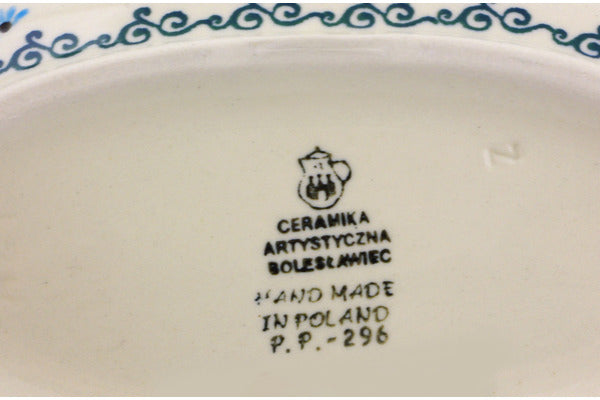 CERAMIKA
ARTYSTYCZNA
BOLESŁAWIEC
HAND MADE
IN POLAND
P.P.-296
N